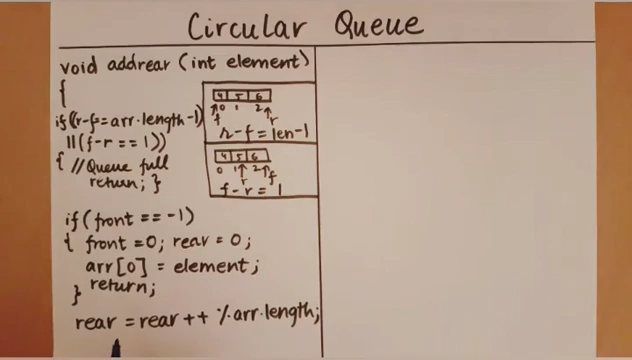 Circular Queue
void addrear (int element)
{
if ((r-f==arr.length-1)
||(f-r==1))
{ //Queue full
return; }
4 5 6
0 1 2
f r
r-f = len-1
4 5 6
0 1 2
r f
f-r = 1
if (front == -1)
{ front =0; rear = 0;
arr[0] = element;
} return;
rear = rear ++ %arr.length;